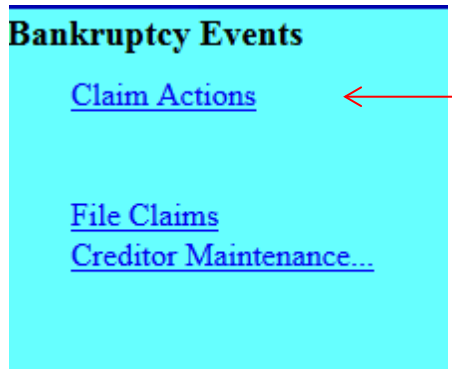 Bankruptcy Events
Claim Actions
File Claims
Creditor Maintenance...